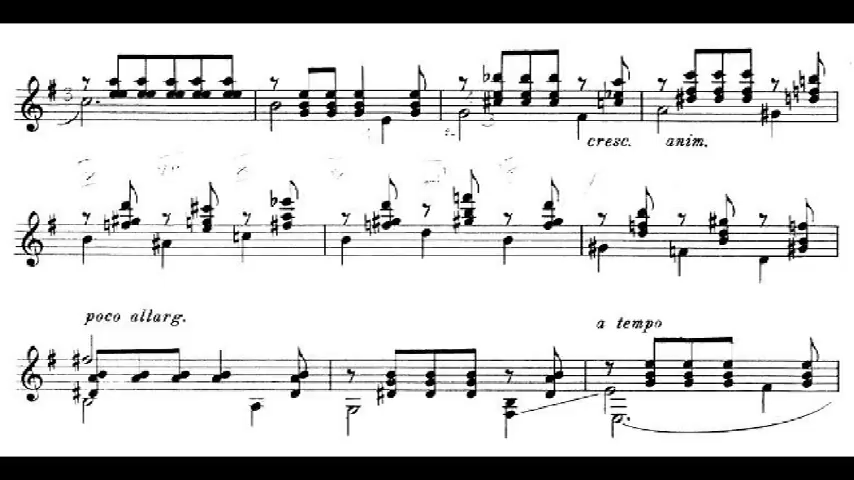 cresc. anim.
poco allarg.
a tempo